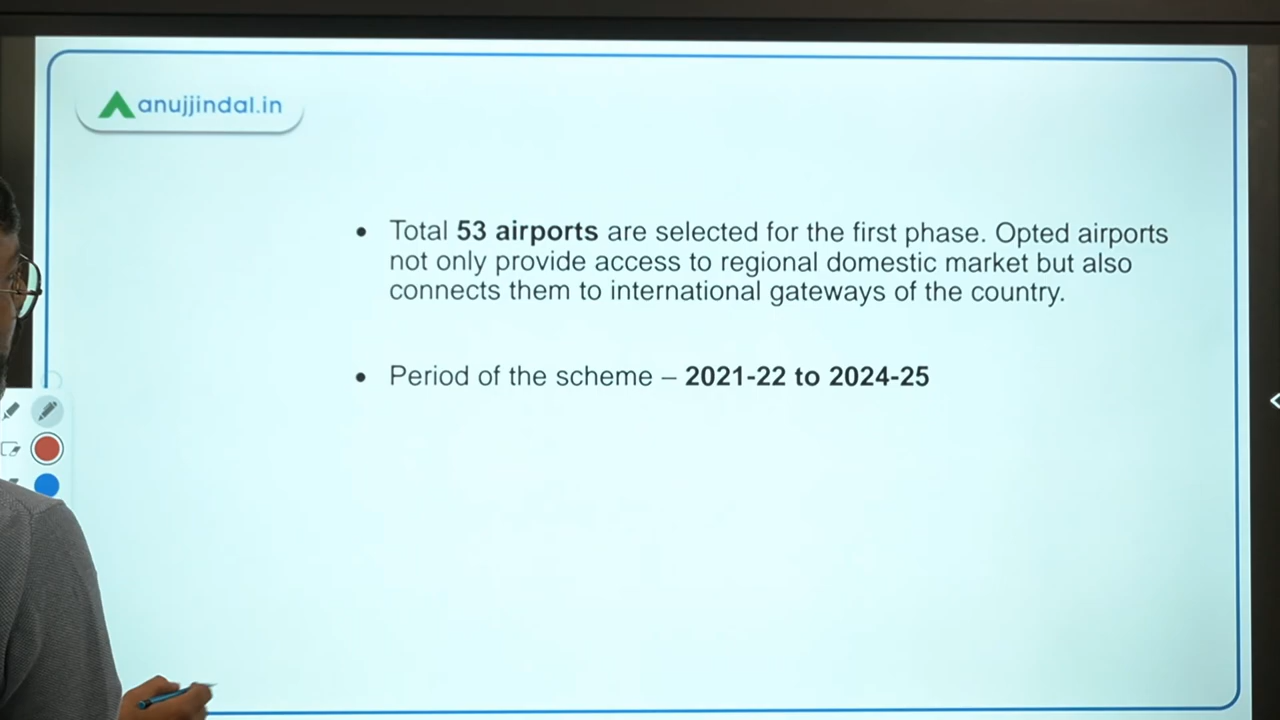 anujjindal.in
• Total 53 airports are selected for the first phase. Opted airports
not only provide access to regional domestic market but also
connects them to international gateways of the country.
• Period of the scheme – 2021-22 to 2024-25